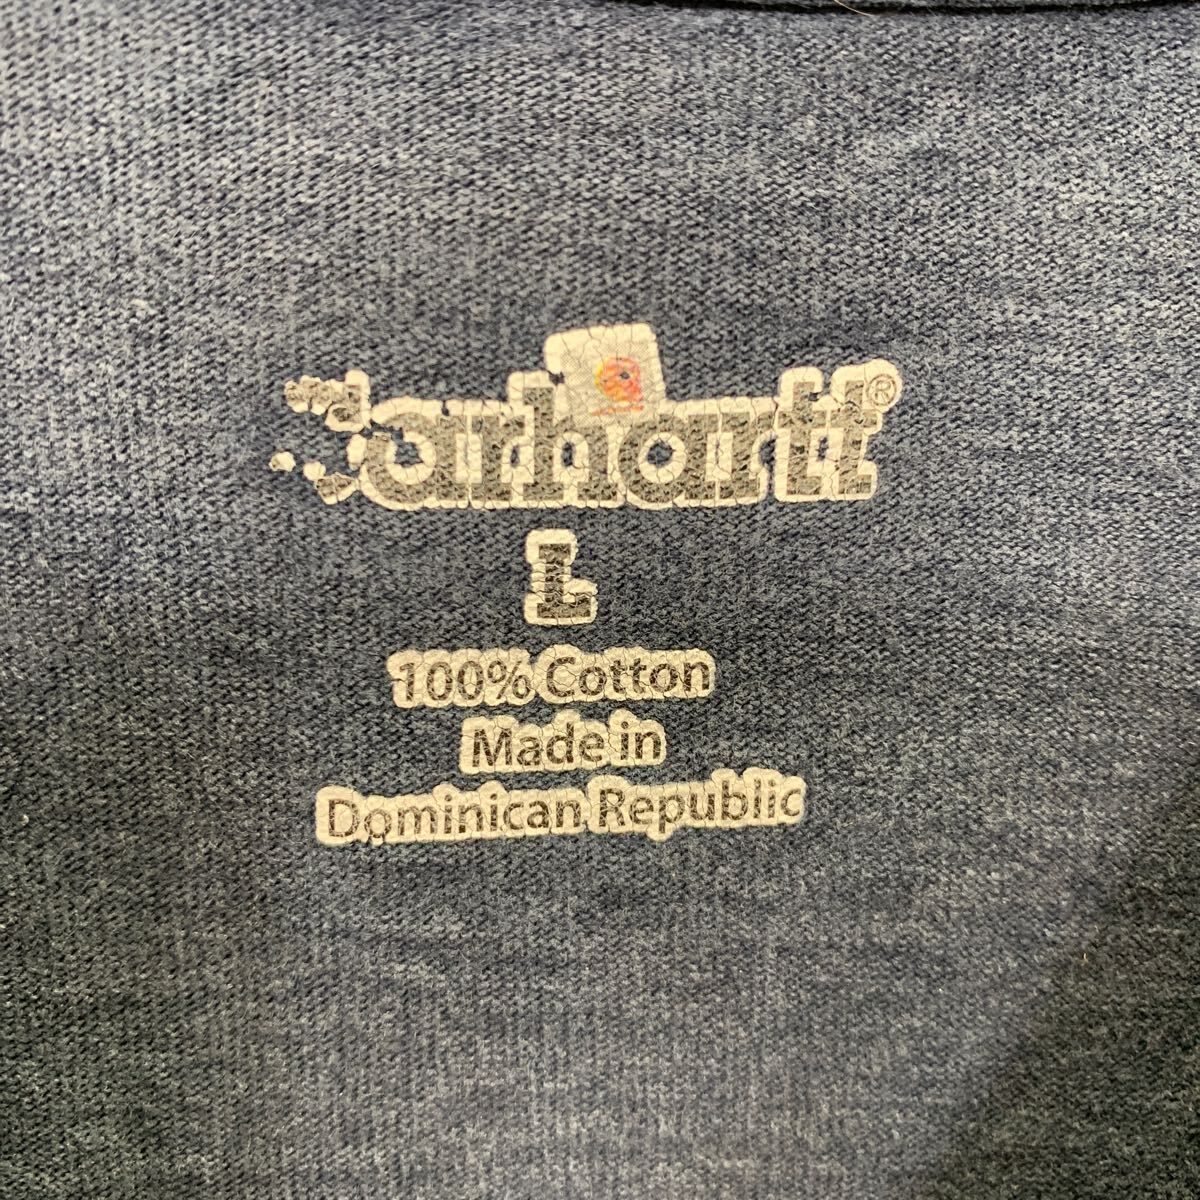 carhartt®
L
100% Cotton
Made in
Dominican Republic